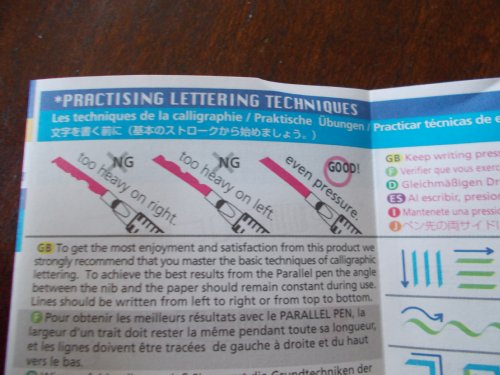 *PRACTISING LETTERING TECHNIQUES
Les techniques de la calligraphie / Praktische Übungen / Practicar técnicas de e
文字を書く前に（基本のストロークから始めましょう。）
NG
too heavy on right.
NG
too heavy on left.
GOOD!
even pressure.
GB To get the most enjoyment and satisfaction from this product we
strongly recommend that you master the basic techniques of calligraphic
lettering. To achieve the best results from the Parallel pen the angle
between the nib and the paper should remain constant during use.
Lines should be written from left to right or from top to bottom.
F Pour obtenir les meilleurs résultats avec le PARALLEL PEN, la
largeur d'un trait doit rester la même pendant toute sa longueur,
et les lignes doivent être tracées de gauche à droite et du haut
vers le bas.
die Grundtechniken der
GB Keep writing press
F Vérifier que vous exerc
D Gleichmäßigen Dr
ES Al escribir, presio
I Mantenete una press
J ペン先の両サイドに